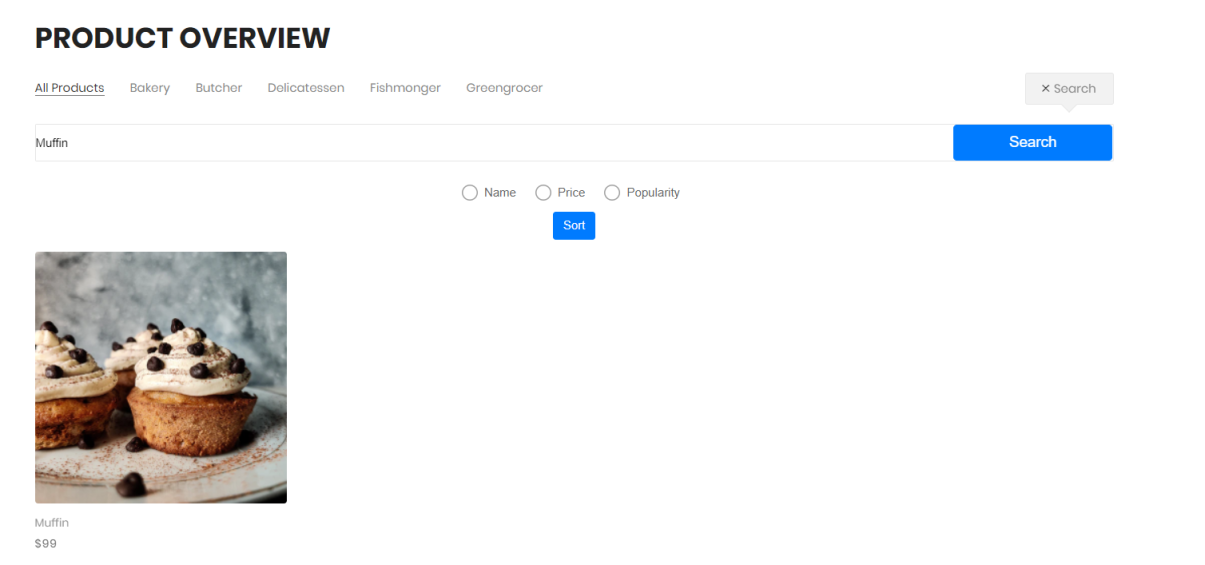 PRODUCT OVERVIEW
All Products Bakery Butcher Delicatessen Fishmonger Greengrocer × Search
Muffin Search
Name Price Popularity
Sort
Muffin
$99